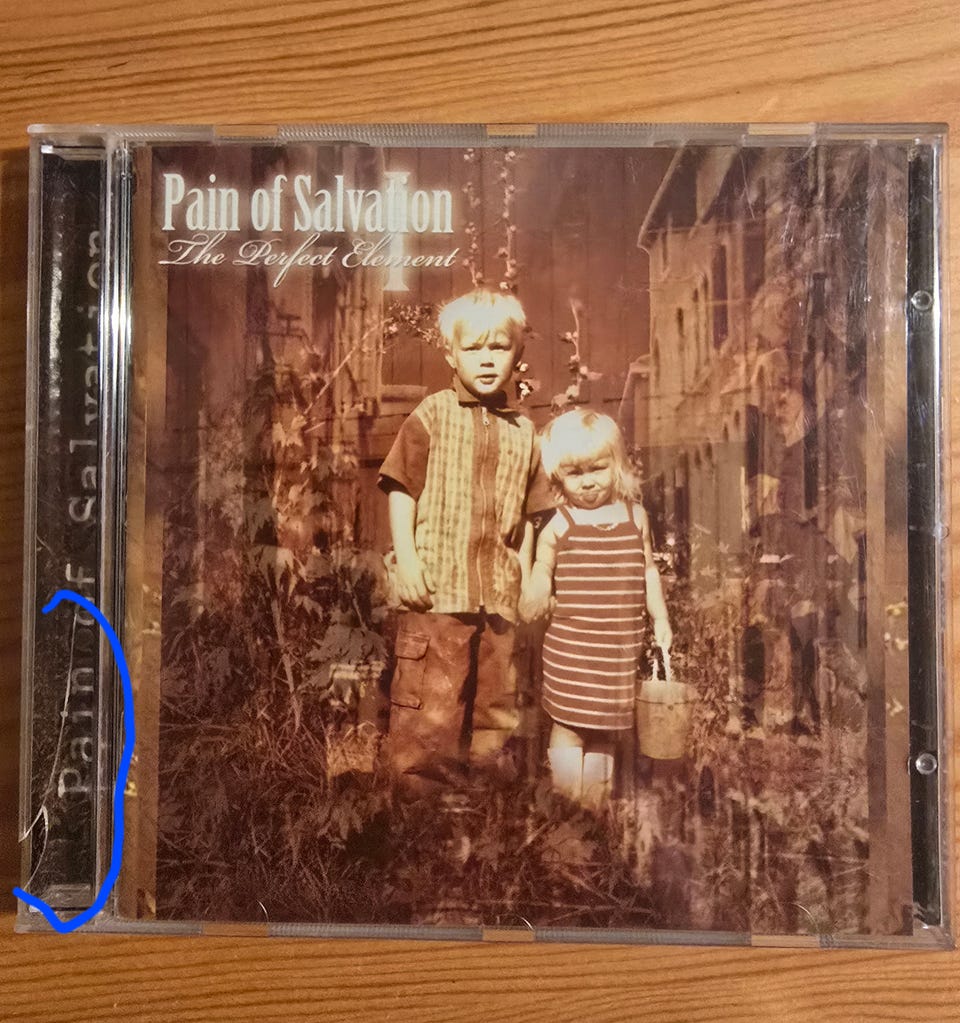 Pain of Salvation
I
The Perfect Element
Pain of Salvation